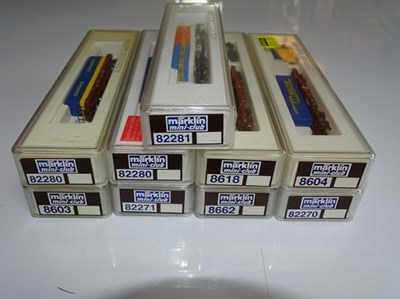 märklin
mini-club
82281
märklin
mini-club
82280
märklin
mini-club
82280
märklin
mini-club
8618
märklin
mini-club
8604
märklin
mini-club
8603
märklin
mini-club
82271
märklin
mini-club
8662
märklin
mini-club
82270